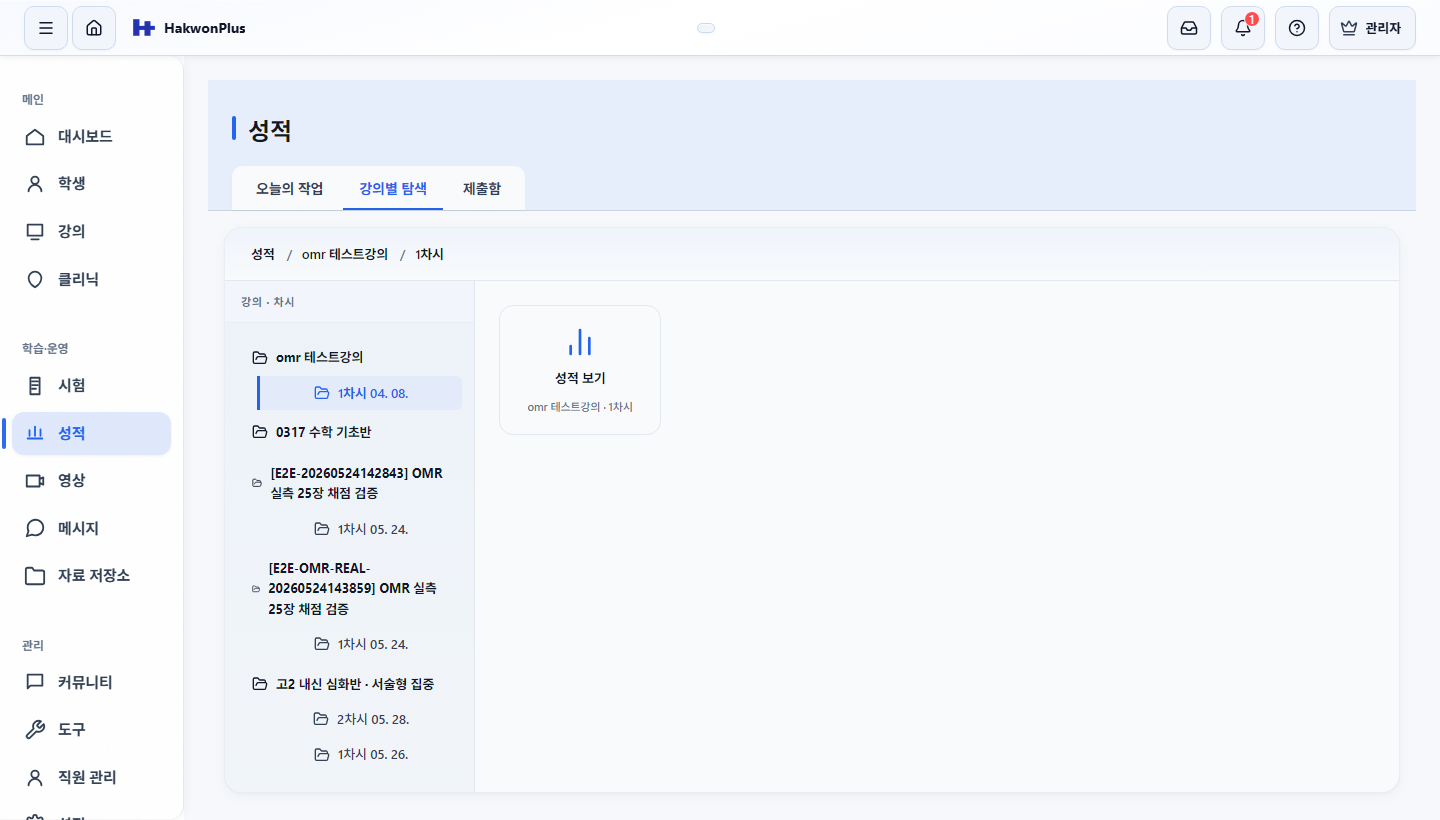 HakwonPlus
1
관리자
메인
대시보드
학생
강의
클리닉
학습·운영
시험
성적
영상
메시지
자료 저장소
관리
커뮤니티
도구
직원 관리
성적
오늘의 작업
강의별 탐색
제출함
성적 / omr 테스트강의 / 1차시
강의 · 차시
omr 테스트강의
1차시 04. 08.
0317 수학 기초반
[E2E-20260524142843] OMR
실측 25장 채점 검증
1차시 05. 24.
[E2E-OMR-REAL-
20260524143859] OMR 실측
25장 채점 검증
1차시 05. 24.
고2 내신 심화반 · 서술형 집중
2차시 05. 28.
1차시 05. 26.
성적 보기
omr 테스트강의 · 1차시